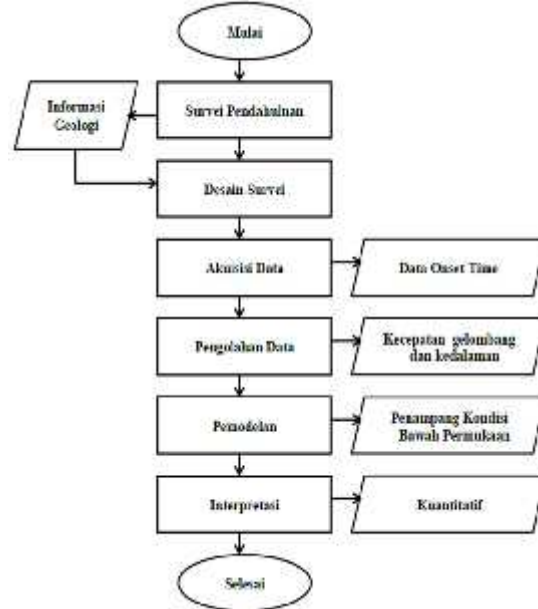 Mulai
Informasi
Geologi
Survei Pendahuluan
Desain Survei
Akuisisi Data
Data Onset Time
Pengolahan Data
Kecepatan gelombang
dan kedalaman
Pemodelan
Penampang Kondisi
Bawah Permukaan
Interpretasi
Kuantitatif
Selesai